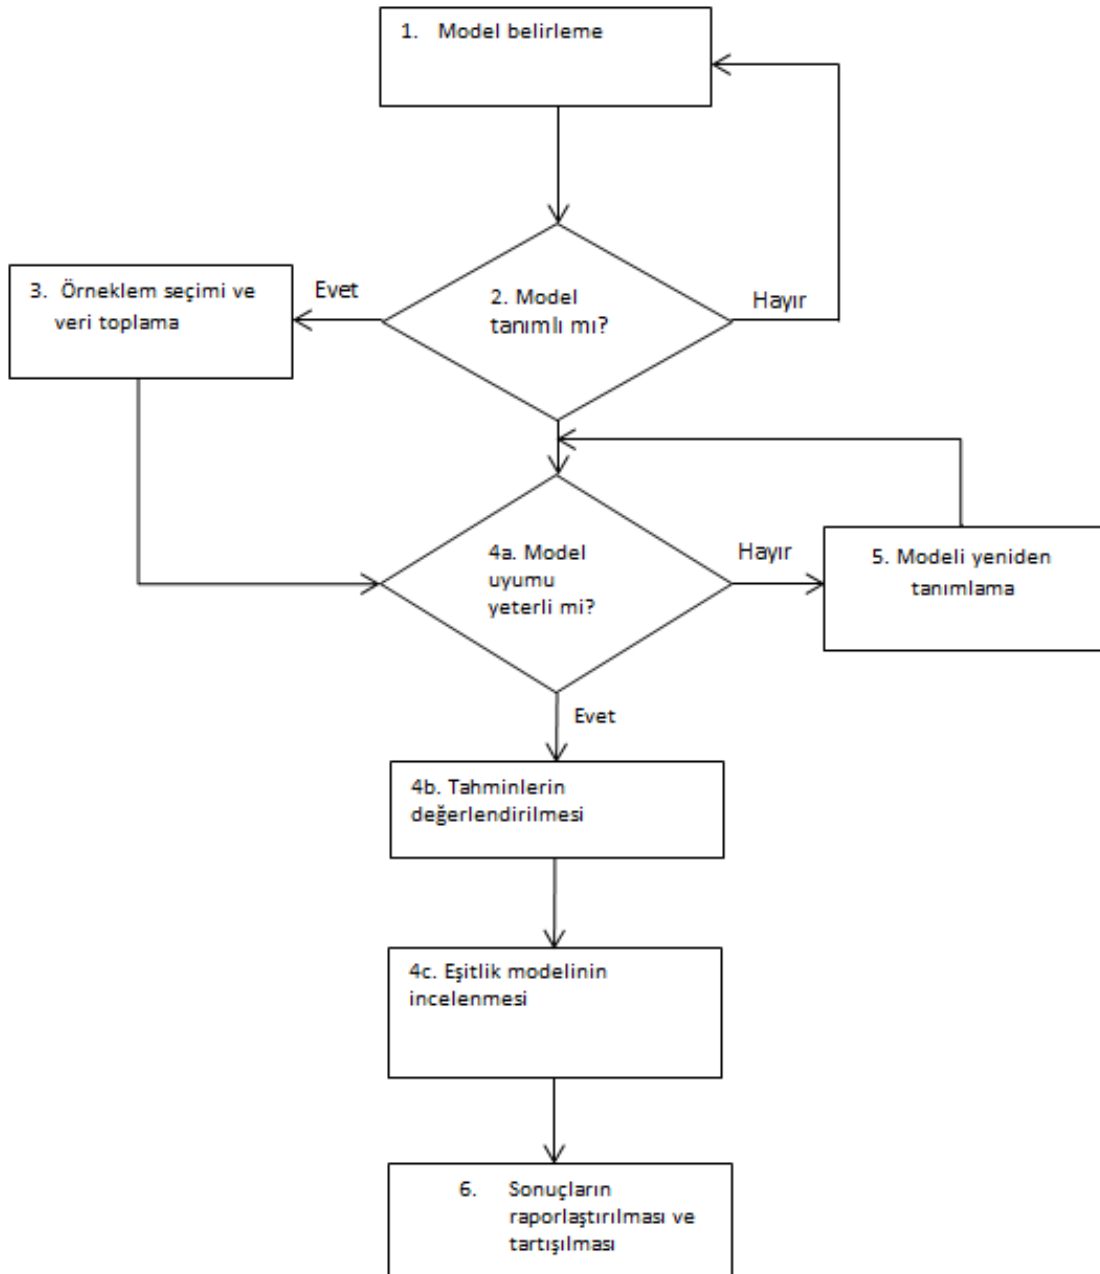 1. Model belirleme
2. Model
tanımlı mı?
Evet
Hayır
3. Örneklem seçimi ve
veri toplama
4a. Model
uyumu
yeterli mi?
Hayır
5. Modeli yeniden
tanımlama
Evet
4b. Tahminlerin
değerlendirilmesi
4c. Eşitlik modelinin
incelenmesi
6. Sonuçların
raporlaştırılması ve
tartışılması